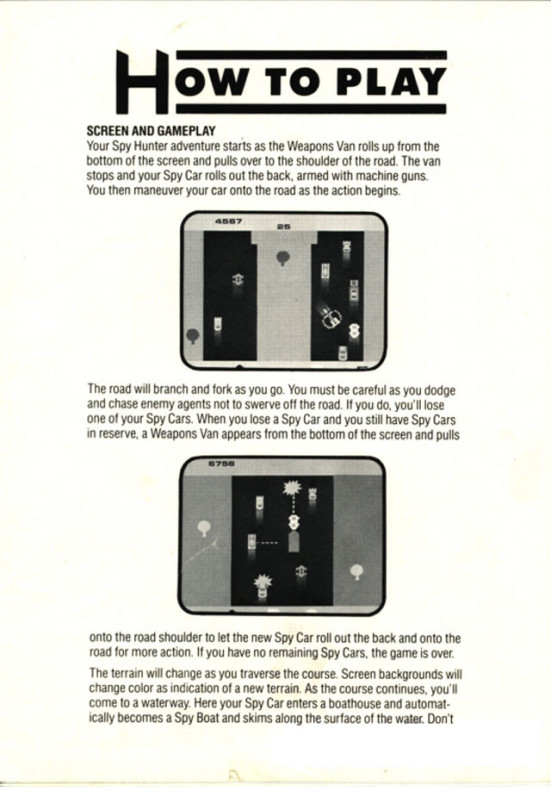 HOW TO PLAY
SCREEN AND GAMEPLAY
Your Spy Hunter adventure starts as the Weapons Van rolls up from the
bottom of the screen and pulls over to the shoulder of the road. The van
stops and your Spy Car rolls out the back, armed with machine guns.
You then maneuver your car onto the road as the action begins.
4567
25
The road will branch and fork as you go. You must be careful as you dodge
and chase enemy agents not to swerve off the road. If you do, you'll lose
one of your Spy Cars. When you lose a Spy Car and you still have Spy Cars
in reserve, a Weapons Van appears from the bottom of the screen and pulls
6756
onto the road shoulder to let the new Spy Car roll out the back and onto the
road for more action. If you have no remaining Spy Cars, the game is over.
The terrain will change as you traverse the course. Screen backgrounds will
change color as indication of a new terrain. As the course continues, you'll
come to a waterway. Here your Spy Car enters a boathouse and automat-
ically becomes a Spy Boat and skims along the surface of the water. Don't